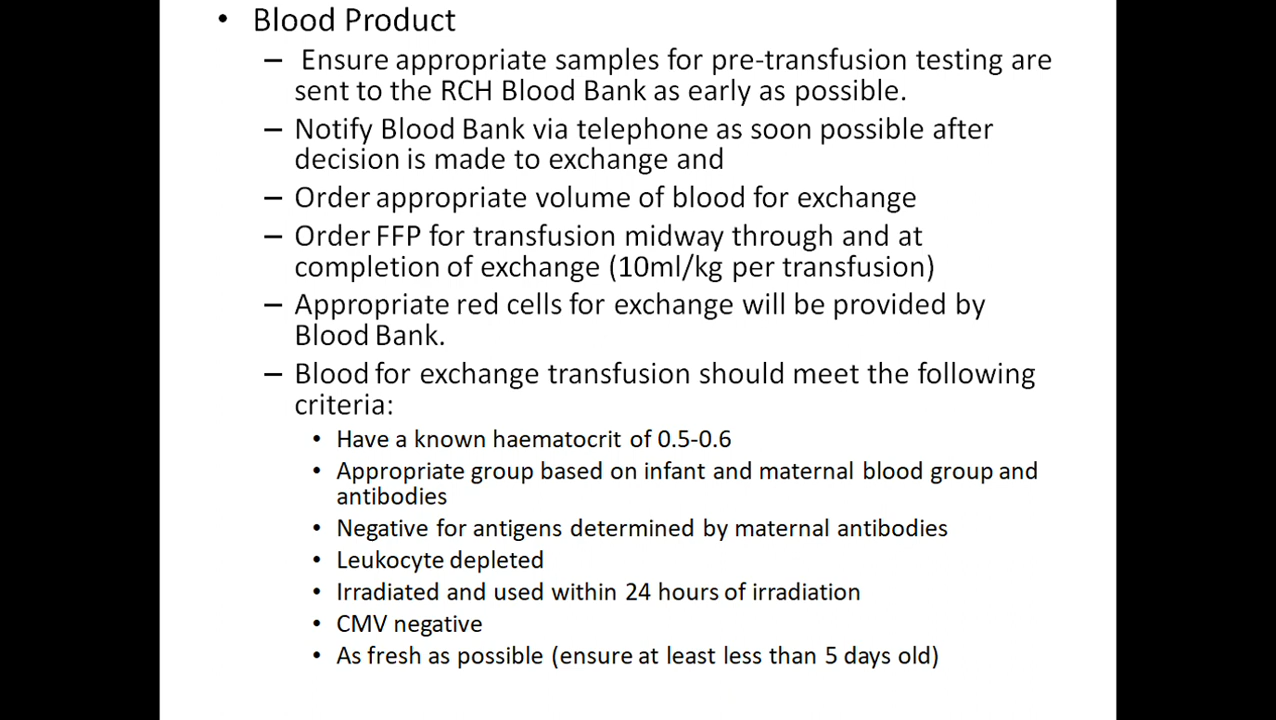 • Blood Product
– Ensure appropriate samples for pre-transfusion testing are
sent to the RCH Blood Bank as early as possible.
– Notify Blood Bank via telephone as soon possible after
decision is made to exchange and
– Order appropriate volume of blood for exchange
– Order FFP for transfusion midway through and at
completion of exchange (10ml/kg per transfusion)
– Appropriate red cells for exchange will be provided by
Blood Bank.
– Blood for exchange transfusion should meet the following
criteria:
• Have a known haematocrit of 0.5-0.6
• Appropriate group based on infant and maternal blood group and
antibodies
• Negative for antigens determined by maternal antibodies
• Leukocyte depleted
• Irradiated and used within 24 hours of irradiation
• CMV negative
• As fresh as possible (ensure at least less than 5 days old)